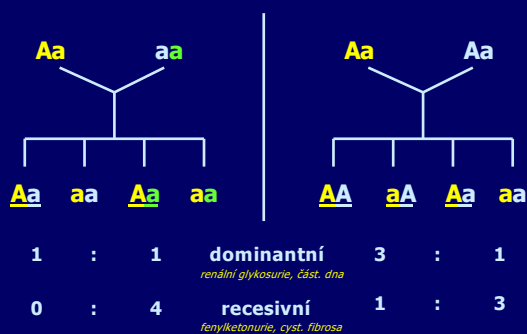 Aa aa Aa Aa
Aa aa Aa aa AA aA Aa aa
1 : 1 dominantní 3 : 1
renální glykosurie, část. dna
0 : 4 recesivní 1 : 3
fenylketonurie, cyst. fibrosa